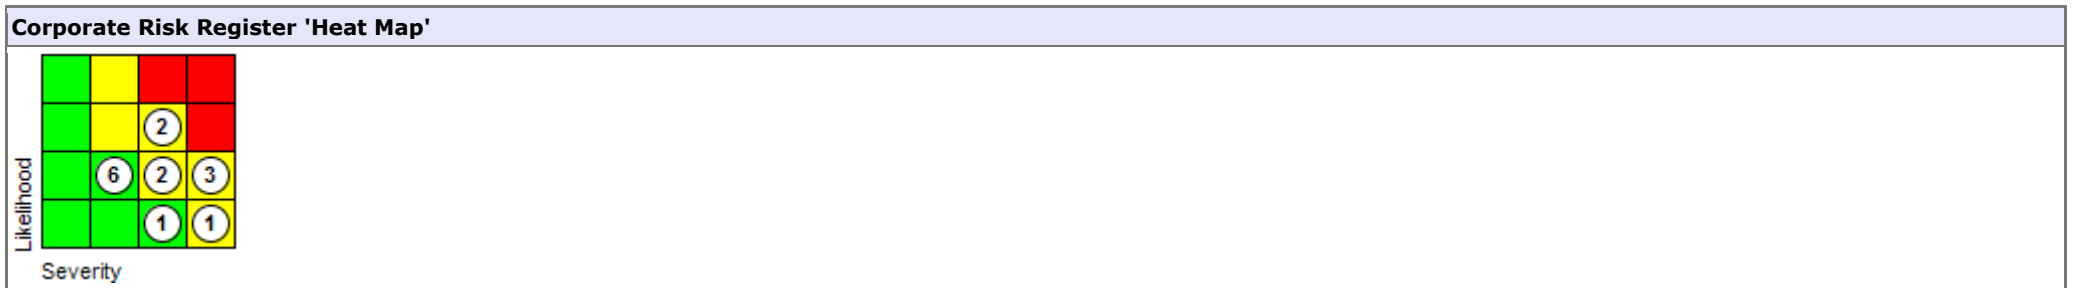 Corporate Risk Register 'Heat Map'
2
6 2 3
1 1
Likelihood
Severity